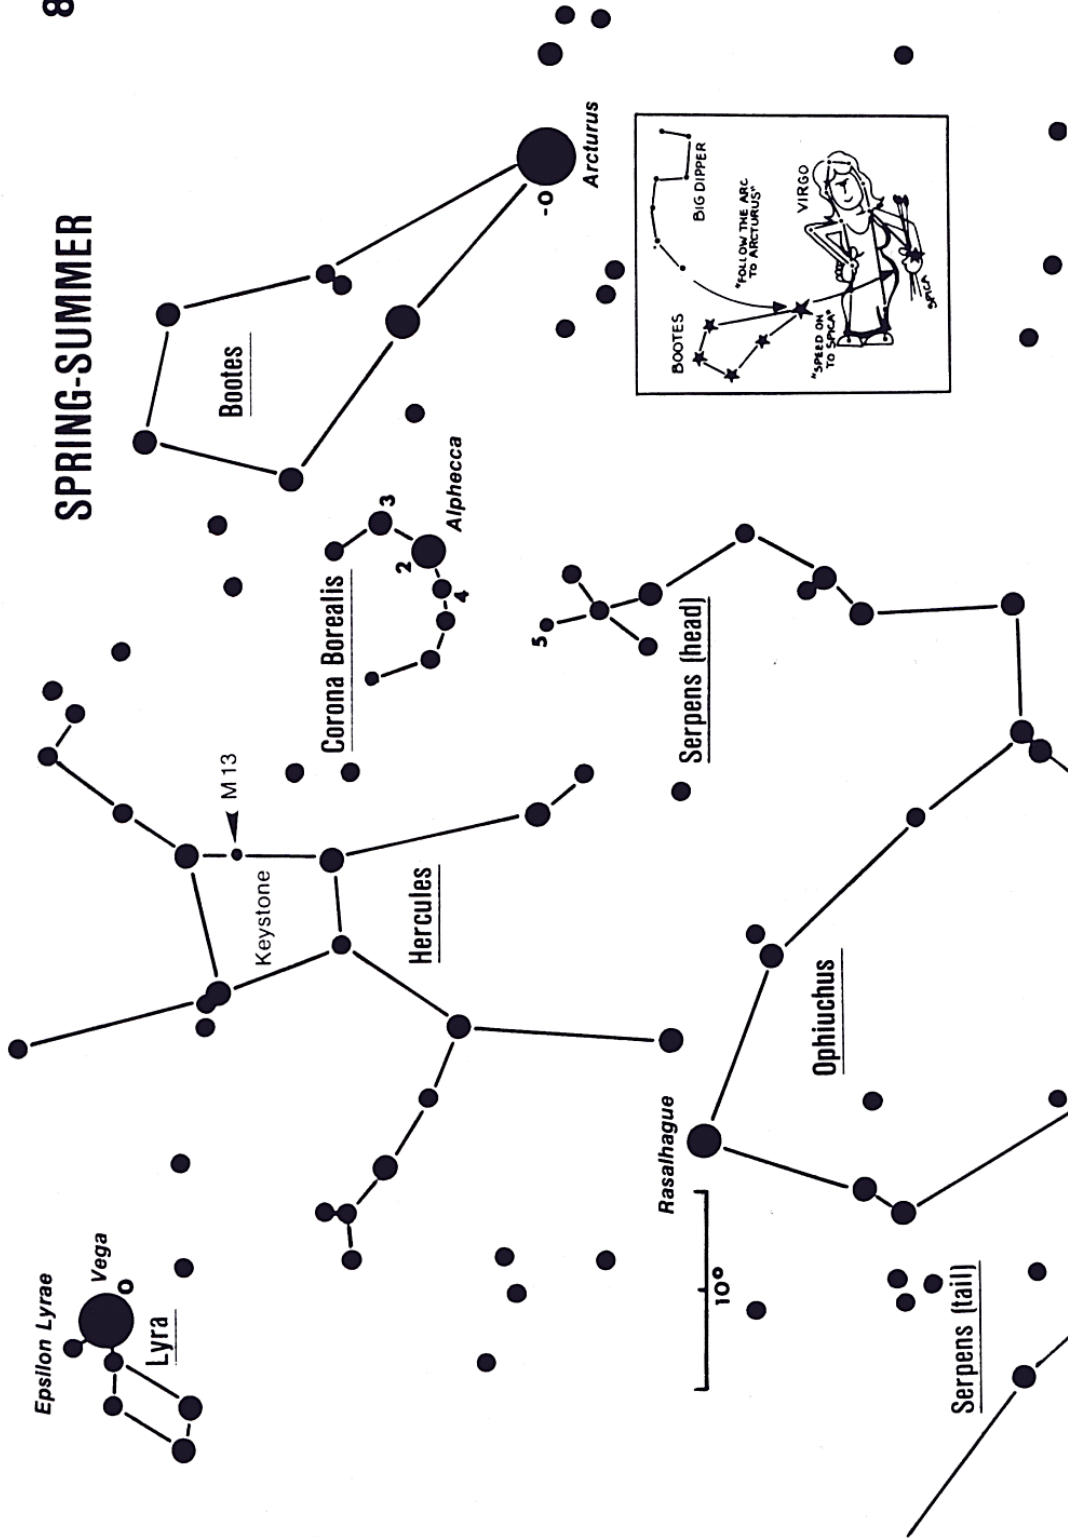 8
SPRING-SUMMER
Epsilon Lyrae
Vega
0
Lyra
Keystone
M 13
Hercules
Corona Borealis
3
2
4
Alphecca
Bootes
-0
Arcturus
5
Serpens (head)
Rasalhague
10°
Ophiuchus
Serpens (tail)
BIG DIPPER
BOOTES
"FOLLOW THE ARC
TO ARCTURUS"
VIRGO
"SPEED ON
TO SPICA"
SPICA